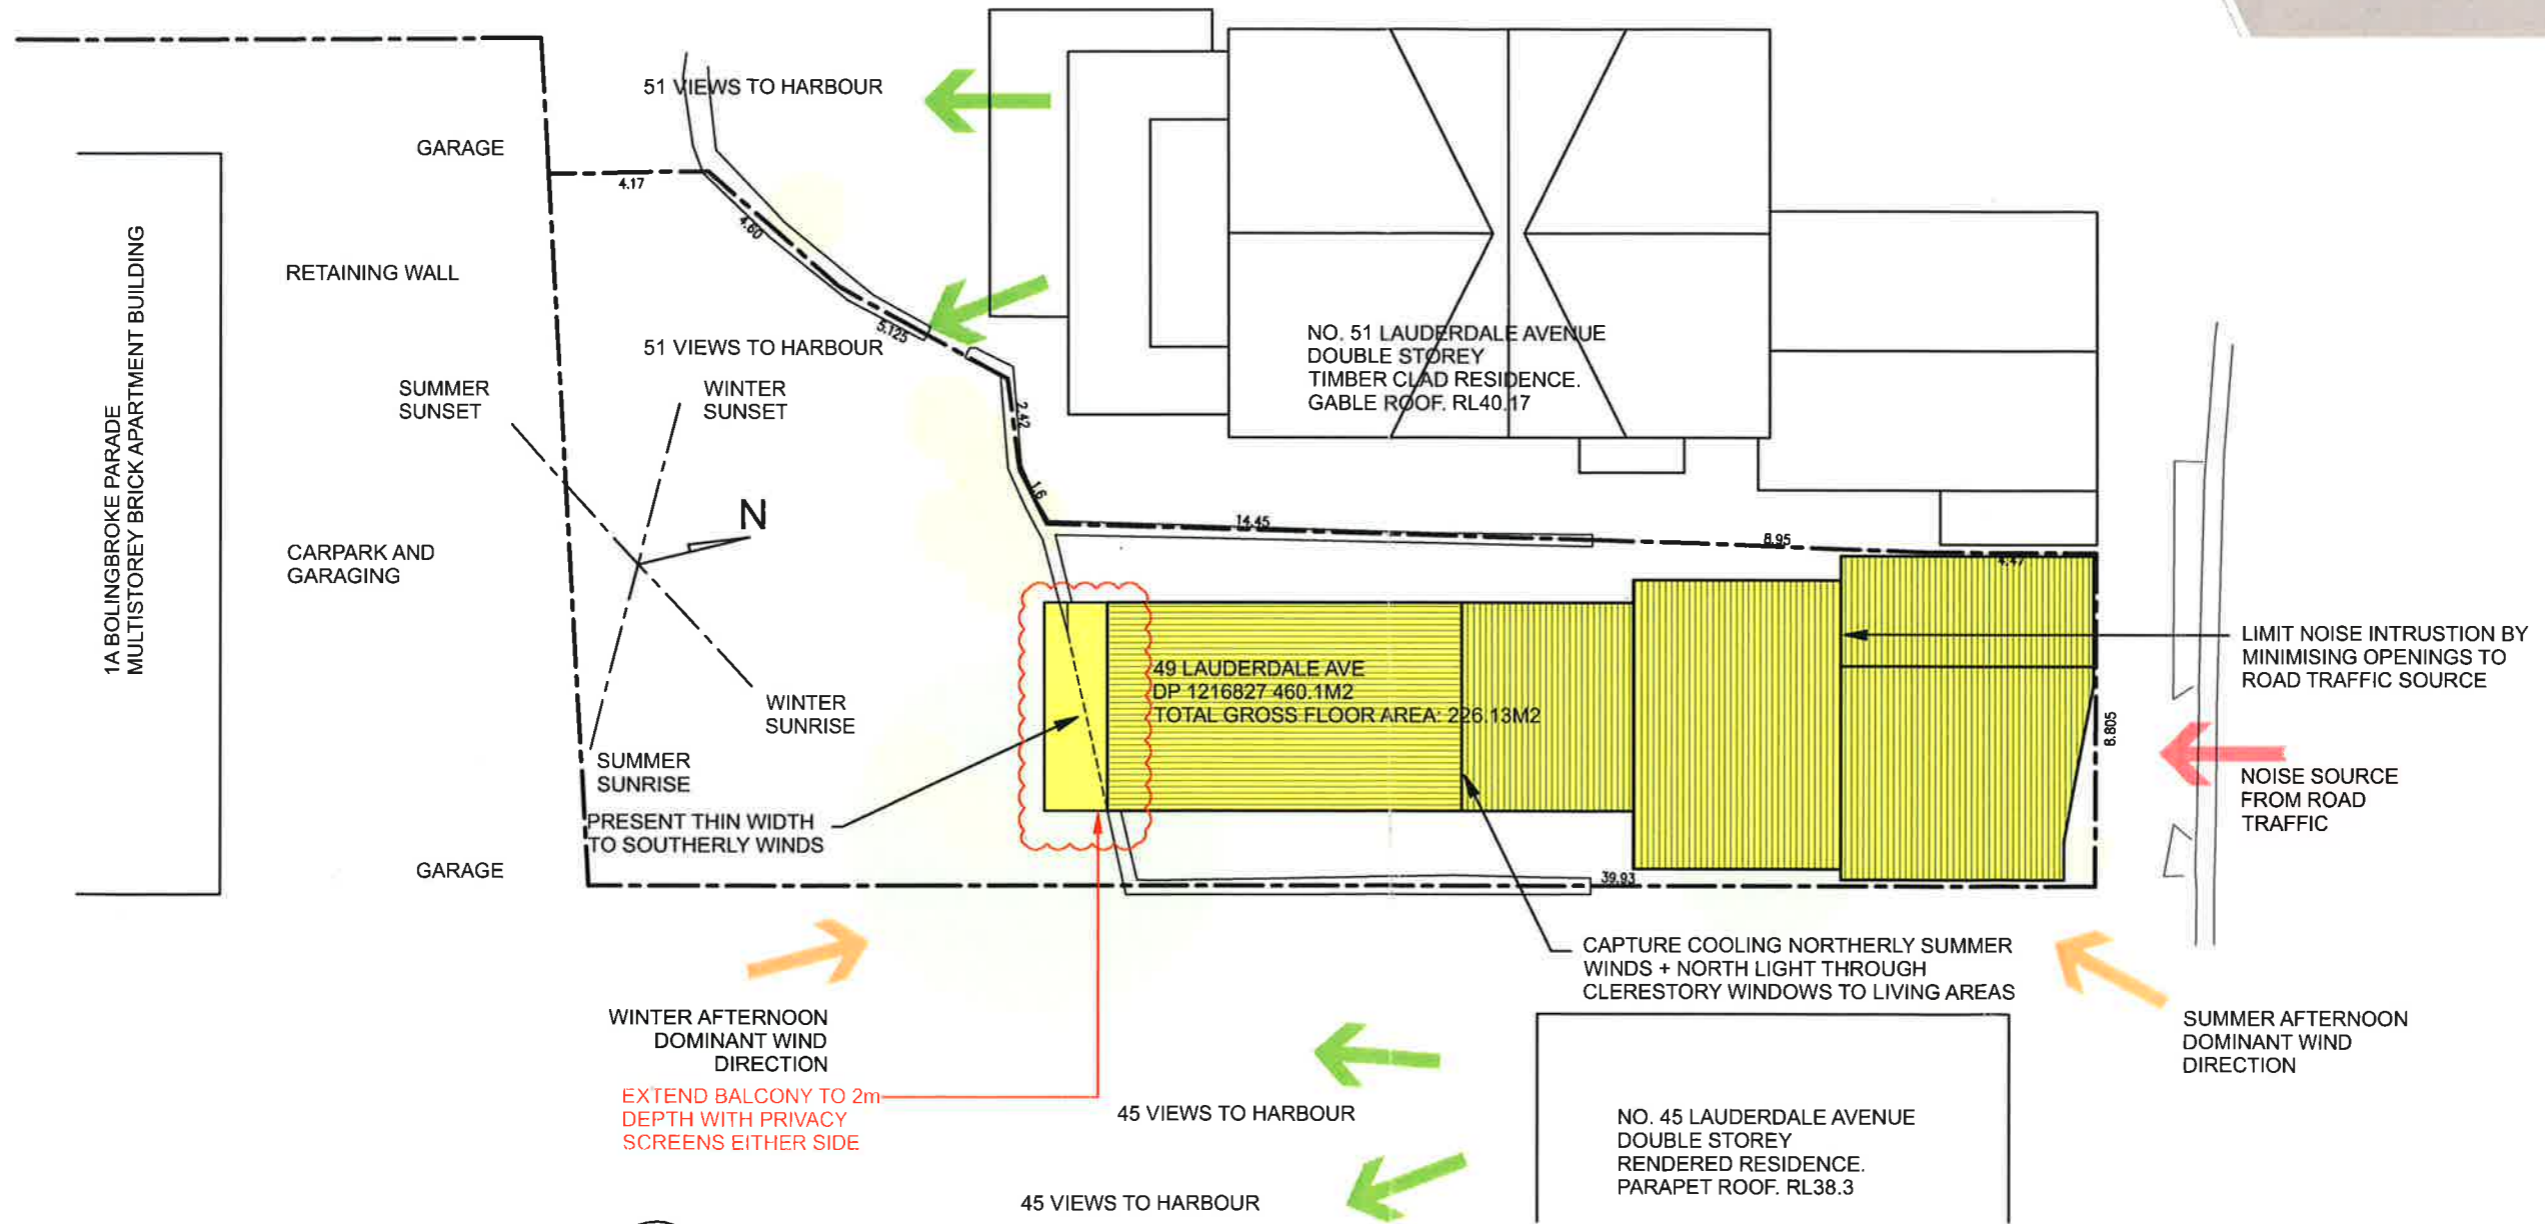 51 VIEWS TO HARBOUR
GARAGE
4.17
4.60
RETAINING WALL
1A BOLINGBROKE PARADE
MULTISTOREY BRICK APARTMENT BUILDING
5.125
51 VIEWS TO HARBOUR
NO. 51 LAUDERDALE AVENUE
DOUBLE STOREY
TIMBER CLAD RESIDENCE.
GABLE ROOF. RL40.17
SUMMER
SUNSET
WINTER
SUNSET
2.42
1.6
N
14.45
8.95
4.47
CARPARK AND
GARAGING
LIMIT NOISE INTRUSTION BY
MINIMISING OPENINGS TO
ROAD TRAFFIC SOURCE
49 LAUDERDALE AVE
DP 1216827 460.1M2
TOTAL GROSS FLOOR AREA: 226.13M2
WINTER
SUNRISE
8.805
SUMMER
SUNRISE
NOISE SOURCE
FROM ROAD
TRAFFIC
PRESENT THIN WIDTH
TO SOUTHERLY WINDS
GARAGE
39.93
CAPTURE COOLING NORTHERLY SUMMER
WINDS + NORTH LIGHT THROUGH
CLERESTORY WINDOWS TO LIVING AREAS
WINTER AFTERNOON
DOMINANT WIND
DIRECTION
SUMMER AFTERNOON
DOMINANT WIND
DIRECTION
EXTEND BALCONY TO 2m
DEPTH WITH PRIVACY
SCREENS EITHER SIDE
45 VIEWS TO HARBOUR
NO. 45 LAUDERDALE AVENUE
DOUBLE STOREY
RENDERED RESIDENCE.
PARAPET ROOF. RL38.3
45 VIEWS TO HARBOUR